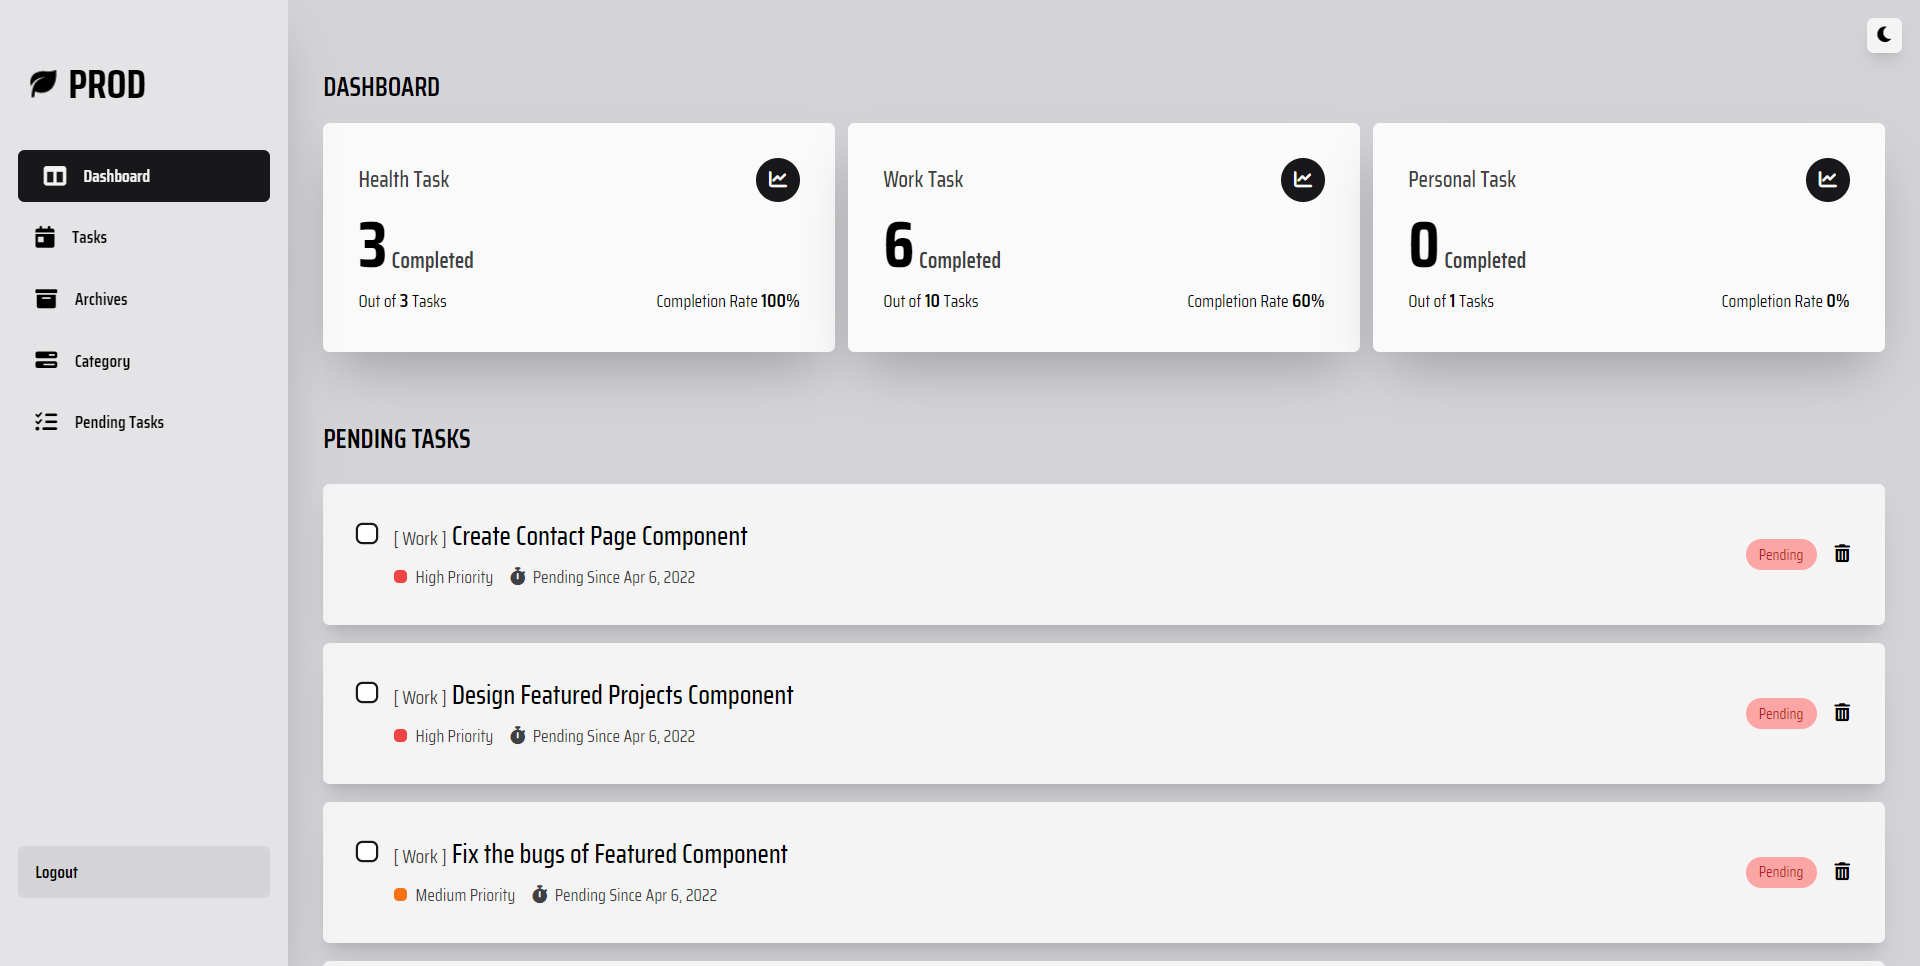 PROD
Dashboard
Tasks
Archives
Category
Pending Tasks
Logout
DASHBOARD
Health Task
3 Completed
Out of 3 Tasks
Completion Rate 100%
Work Task
6 Completed
Out of 10 Tasks
Completion Rate 60%
Personal Task
0 Completed
Out of 1 Tasks
Completion Rate 0%
PENDING TASKS
[ Work ] Create Contact Page Component
High Priority
Pending Since Apr 6, 2022
Pending
[ Work ] Design Featured Projects Component
High Priority
Pending Since Apr 6, 2022
Pending
[ Work ] Fix the bugs of Featured Component
Medium Priority
Pending Since Apr 6, 2022
Pending